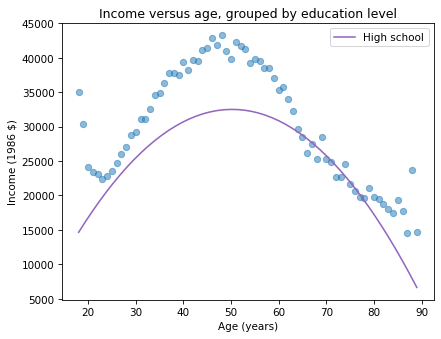 Income versus age, grouped by education level
High school
45000
40000
35000
30000
25000
20000
15000
10000
5000
Income (1986 $)
20 30 40 50 60 70 80 90
Age (years)